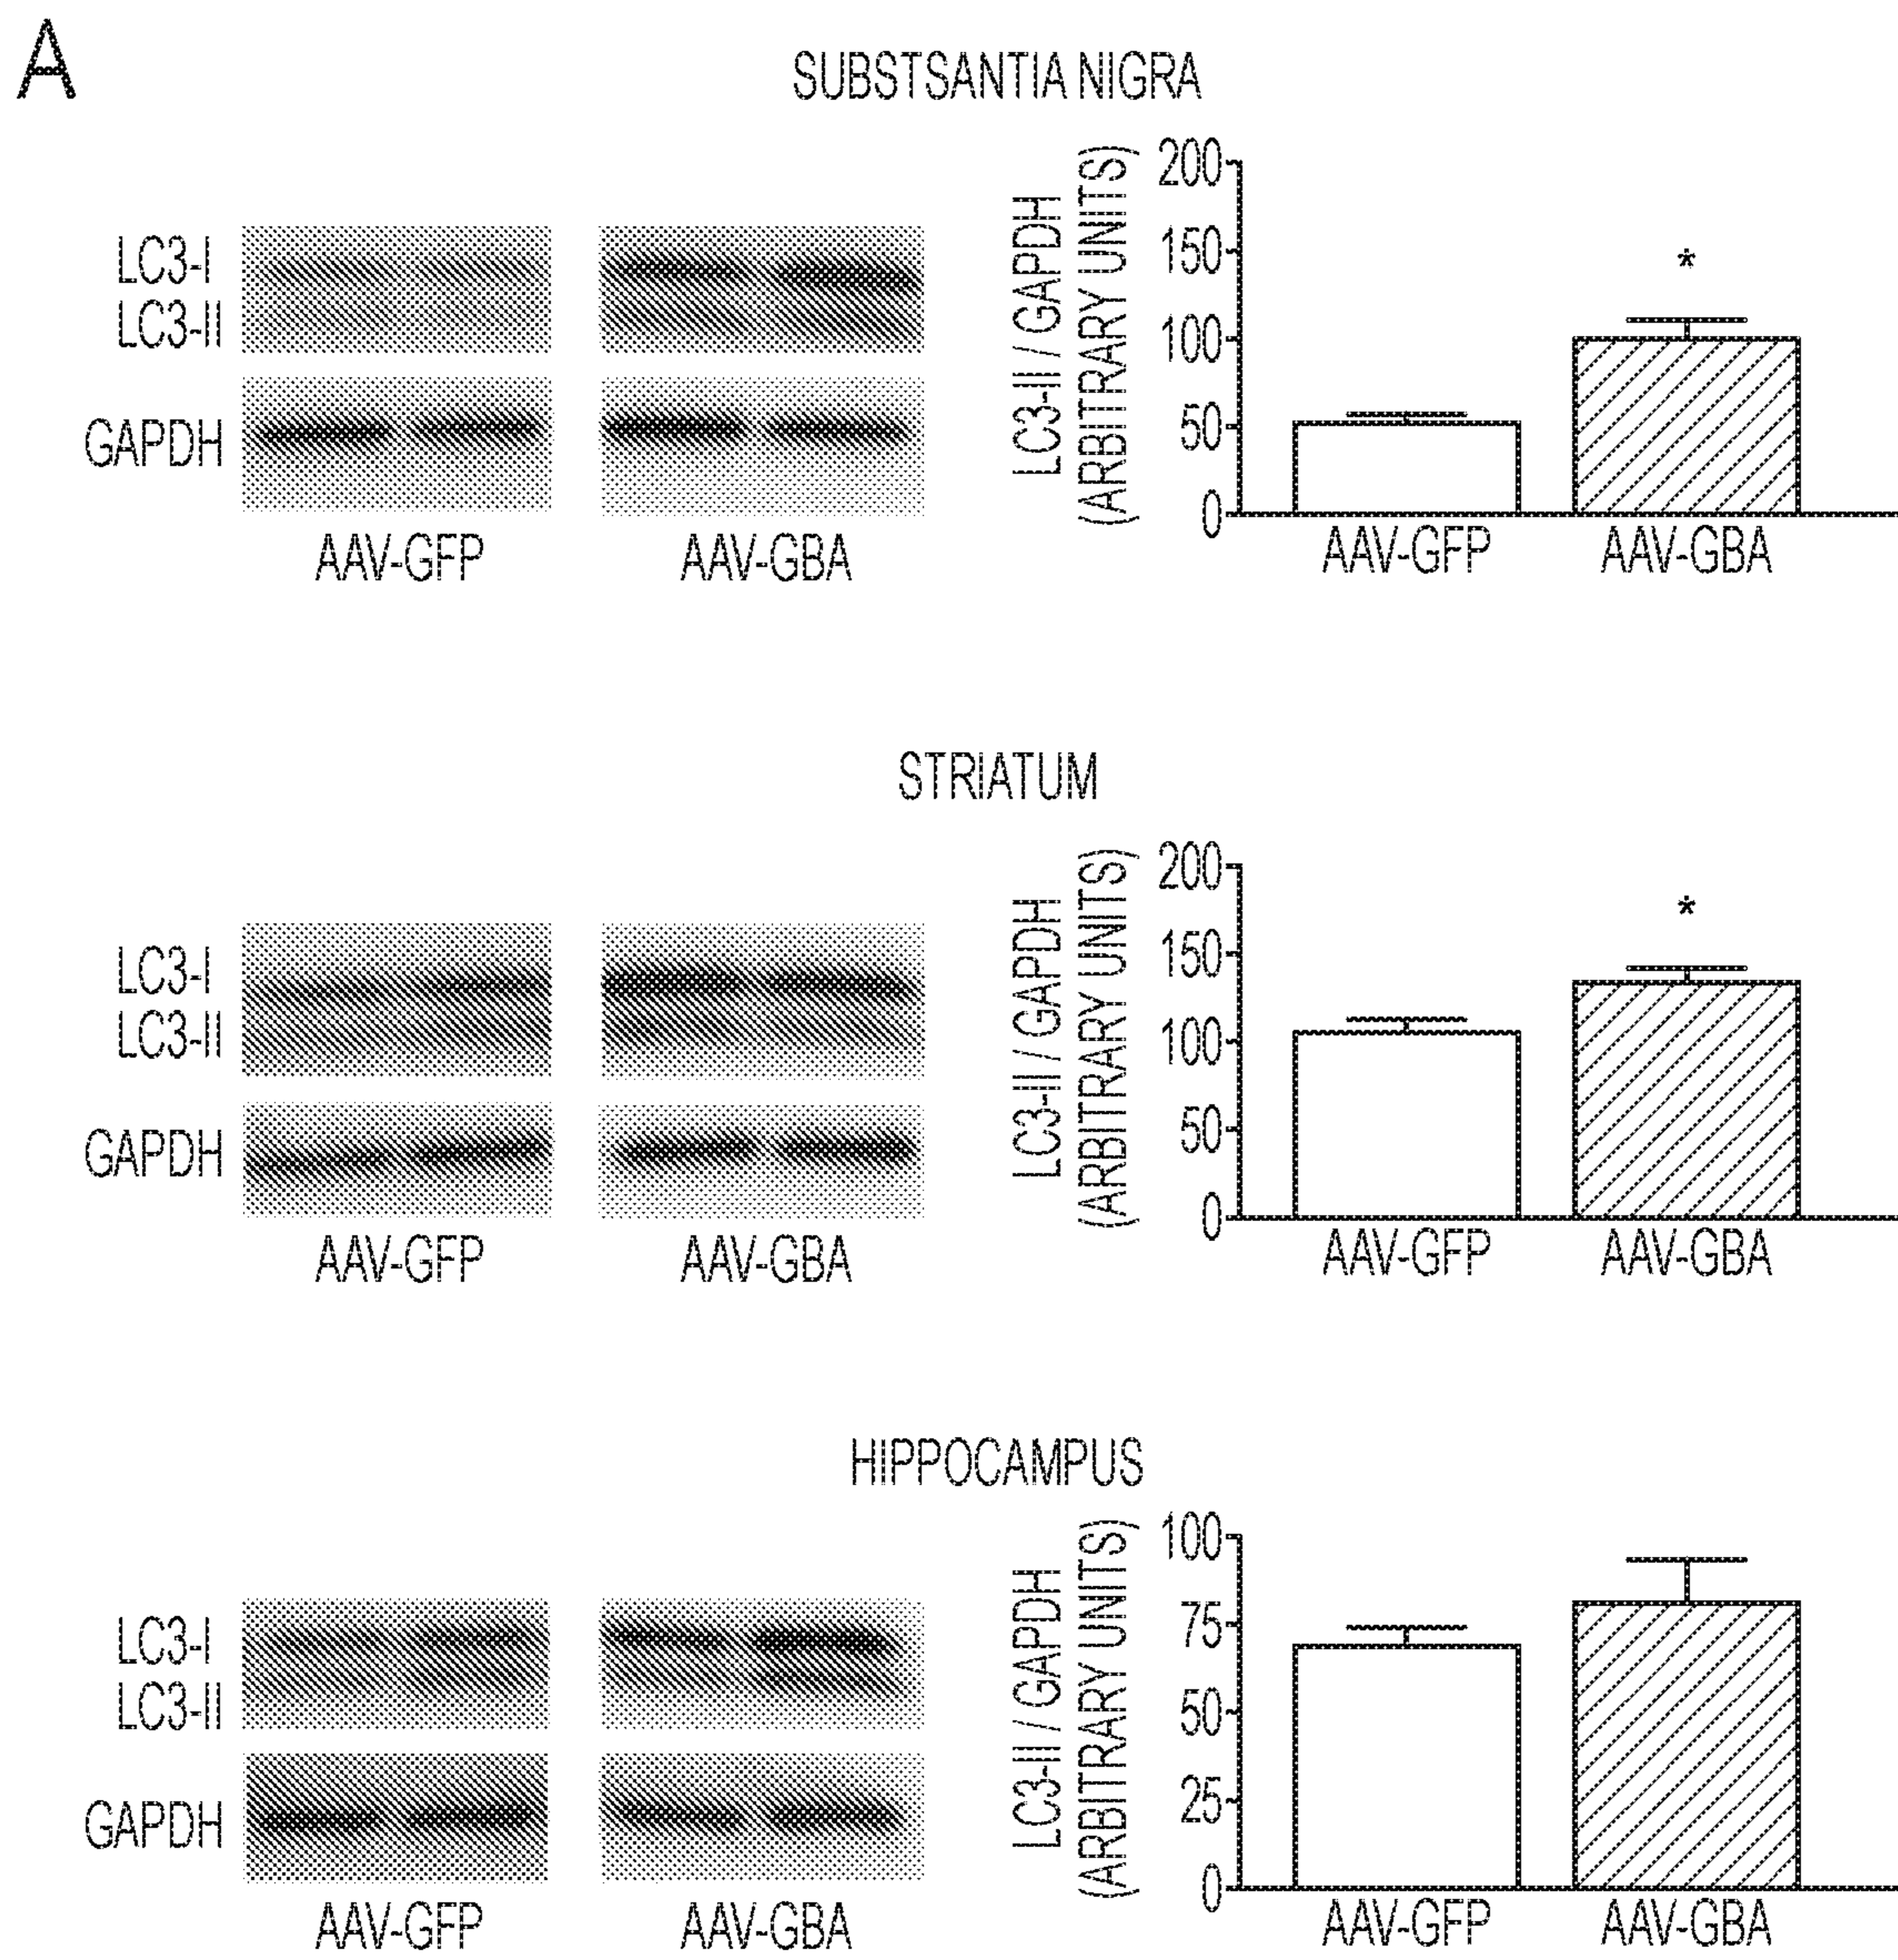 A
SUBSTSANTIA NIGRA
LC3-I
LC3-II
GAPDH
AAV-GFP
AAV-GBA
LC3-II / GAPDH
(ARBITRARY UNITS)
200
150
100
50
0
*
AAV-GFP
AAV-GBA
STRIATUM
LC3-I
LC3-II
GAPDH
AAV-GFP
AAV-GBA
LC3-II / GAPDH
(ARBITRARY UNITS)
200
150
100
50
0
*
AAV-GFP
AAV-GBA
HIPPOCAMPUS
LC3-I
LC3-II
GAPDH
AAV-GFP
AAV-GBA
LC3-II / GAPDH
(ARBITRARY UNITS)
100
75
50
25
0
AAV-GFP
AAV-GBA